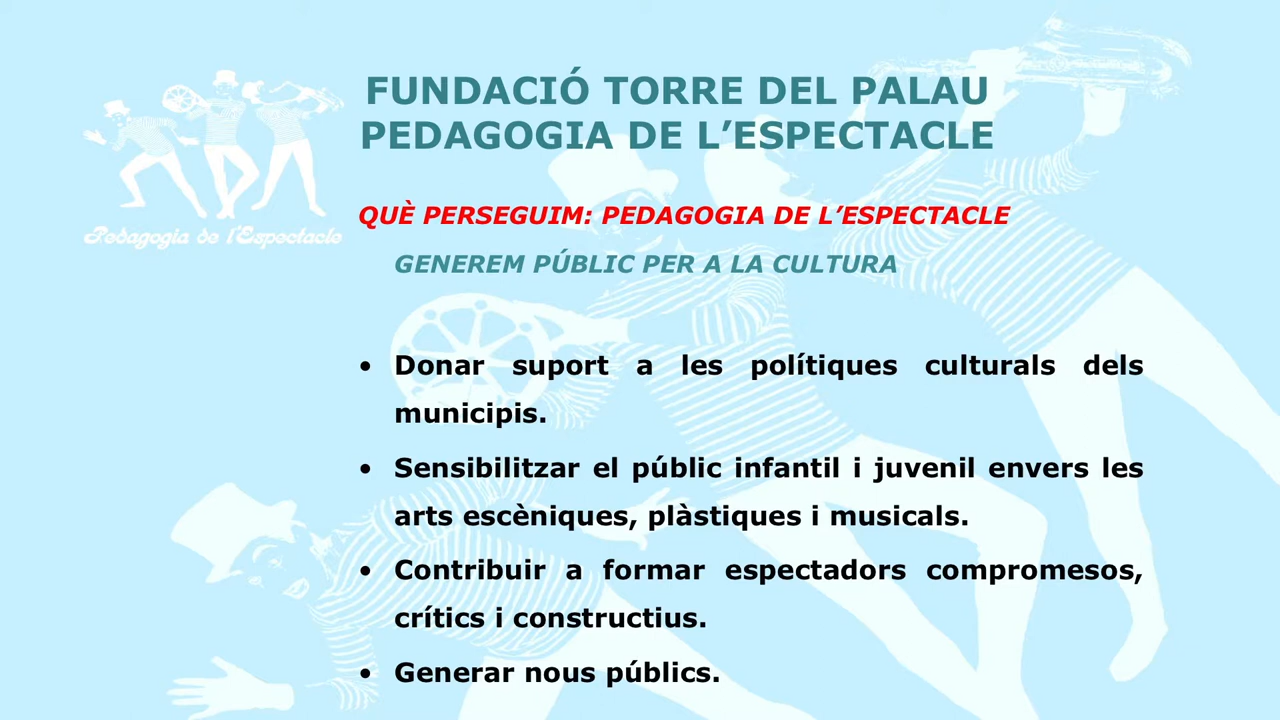 FUNDACIÓ TORRE DEL PALAU
PEDAGOGIA DE L’ESPECTACLE
Pedagogia de l'Espectacle
QUÈ PERSEGUIM: PEDAGOGIA DE L’ESPECTACLE
GENEREM PÚBLIC PER A LA CULTURA
• Donar suport a les polítiques culturals dels
municipis.
• Sensibilitzar el públic infantil i juvenil envers les
arts escèniques, plàstiques i musicals.
• Contribuir a formar espectadors compromesos,
crítics i constructius.
• Generar nous públics.